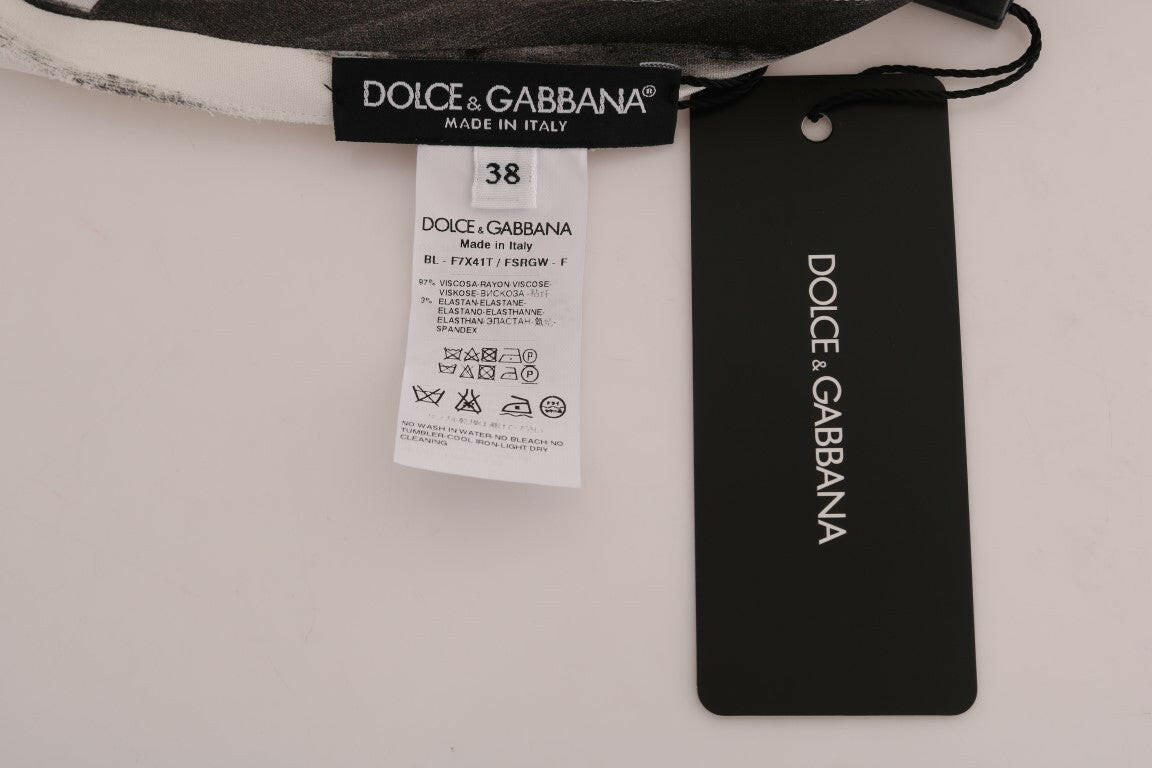 DOLCE & GABBANA®
MADE IN ITALY
38
DOLCE & GABBANA
Made in Italy
BL - F7X41T / FSRGW - F
97% VISCOSA-RAYON-VISCOSE-
VISKOSE-ВИСКОЗА-
3% ELASTAN-ELASTANE-
ELASTANO-ELASTHANNE-
ELASTHAN-ЭЛАСТАН-
SPANDEX
P
P
NO WASH IN WATER-NO BLEACH-NO
TUMBLER-COOL IRON-LIGHT DRY
CLEANING
DOLCE & GABBANA